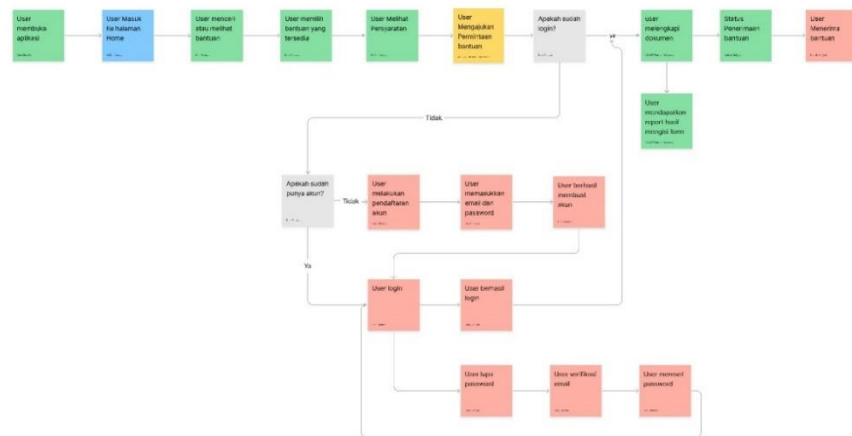 User
membuka
aplikasi
User Masuk
Ke halaman
Home
User mencari
atau melihat
bantuan
User memilih
bantuan yang
tersedia
User Melihat
Persyaratan
User
Mengajukan
Permintaan
bantuan
Apakah sudah
login?
ya
user
melengkapi
dokumen
Status
Penerimaan
bantuan
User
Menerima
bantuan
User
mendapatkan
report hasil
mengisi form
Tidak
Apakah sudah
punya akun?
Tidak
User
melakukan
pendaftaran
akun
User
memasukkan
email dan
password
User berhasil
membuat
akun
Ya
User login
User berhasil
login
User lupa
password
User verifikasi
email
User mereset
password